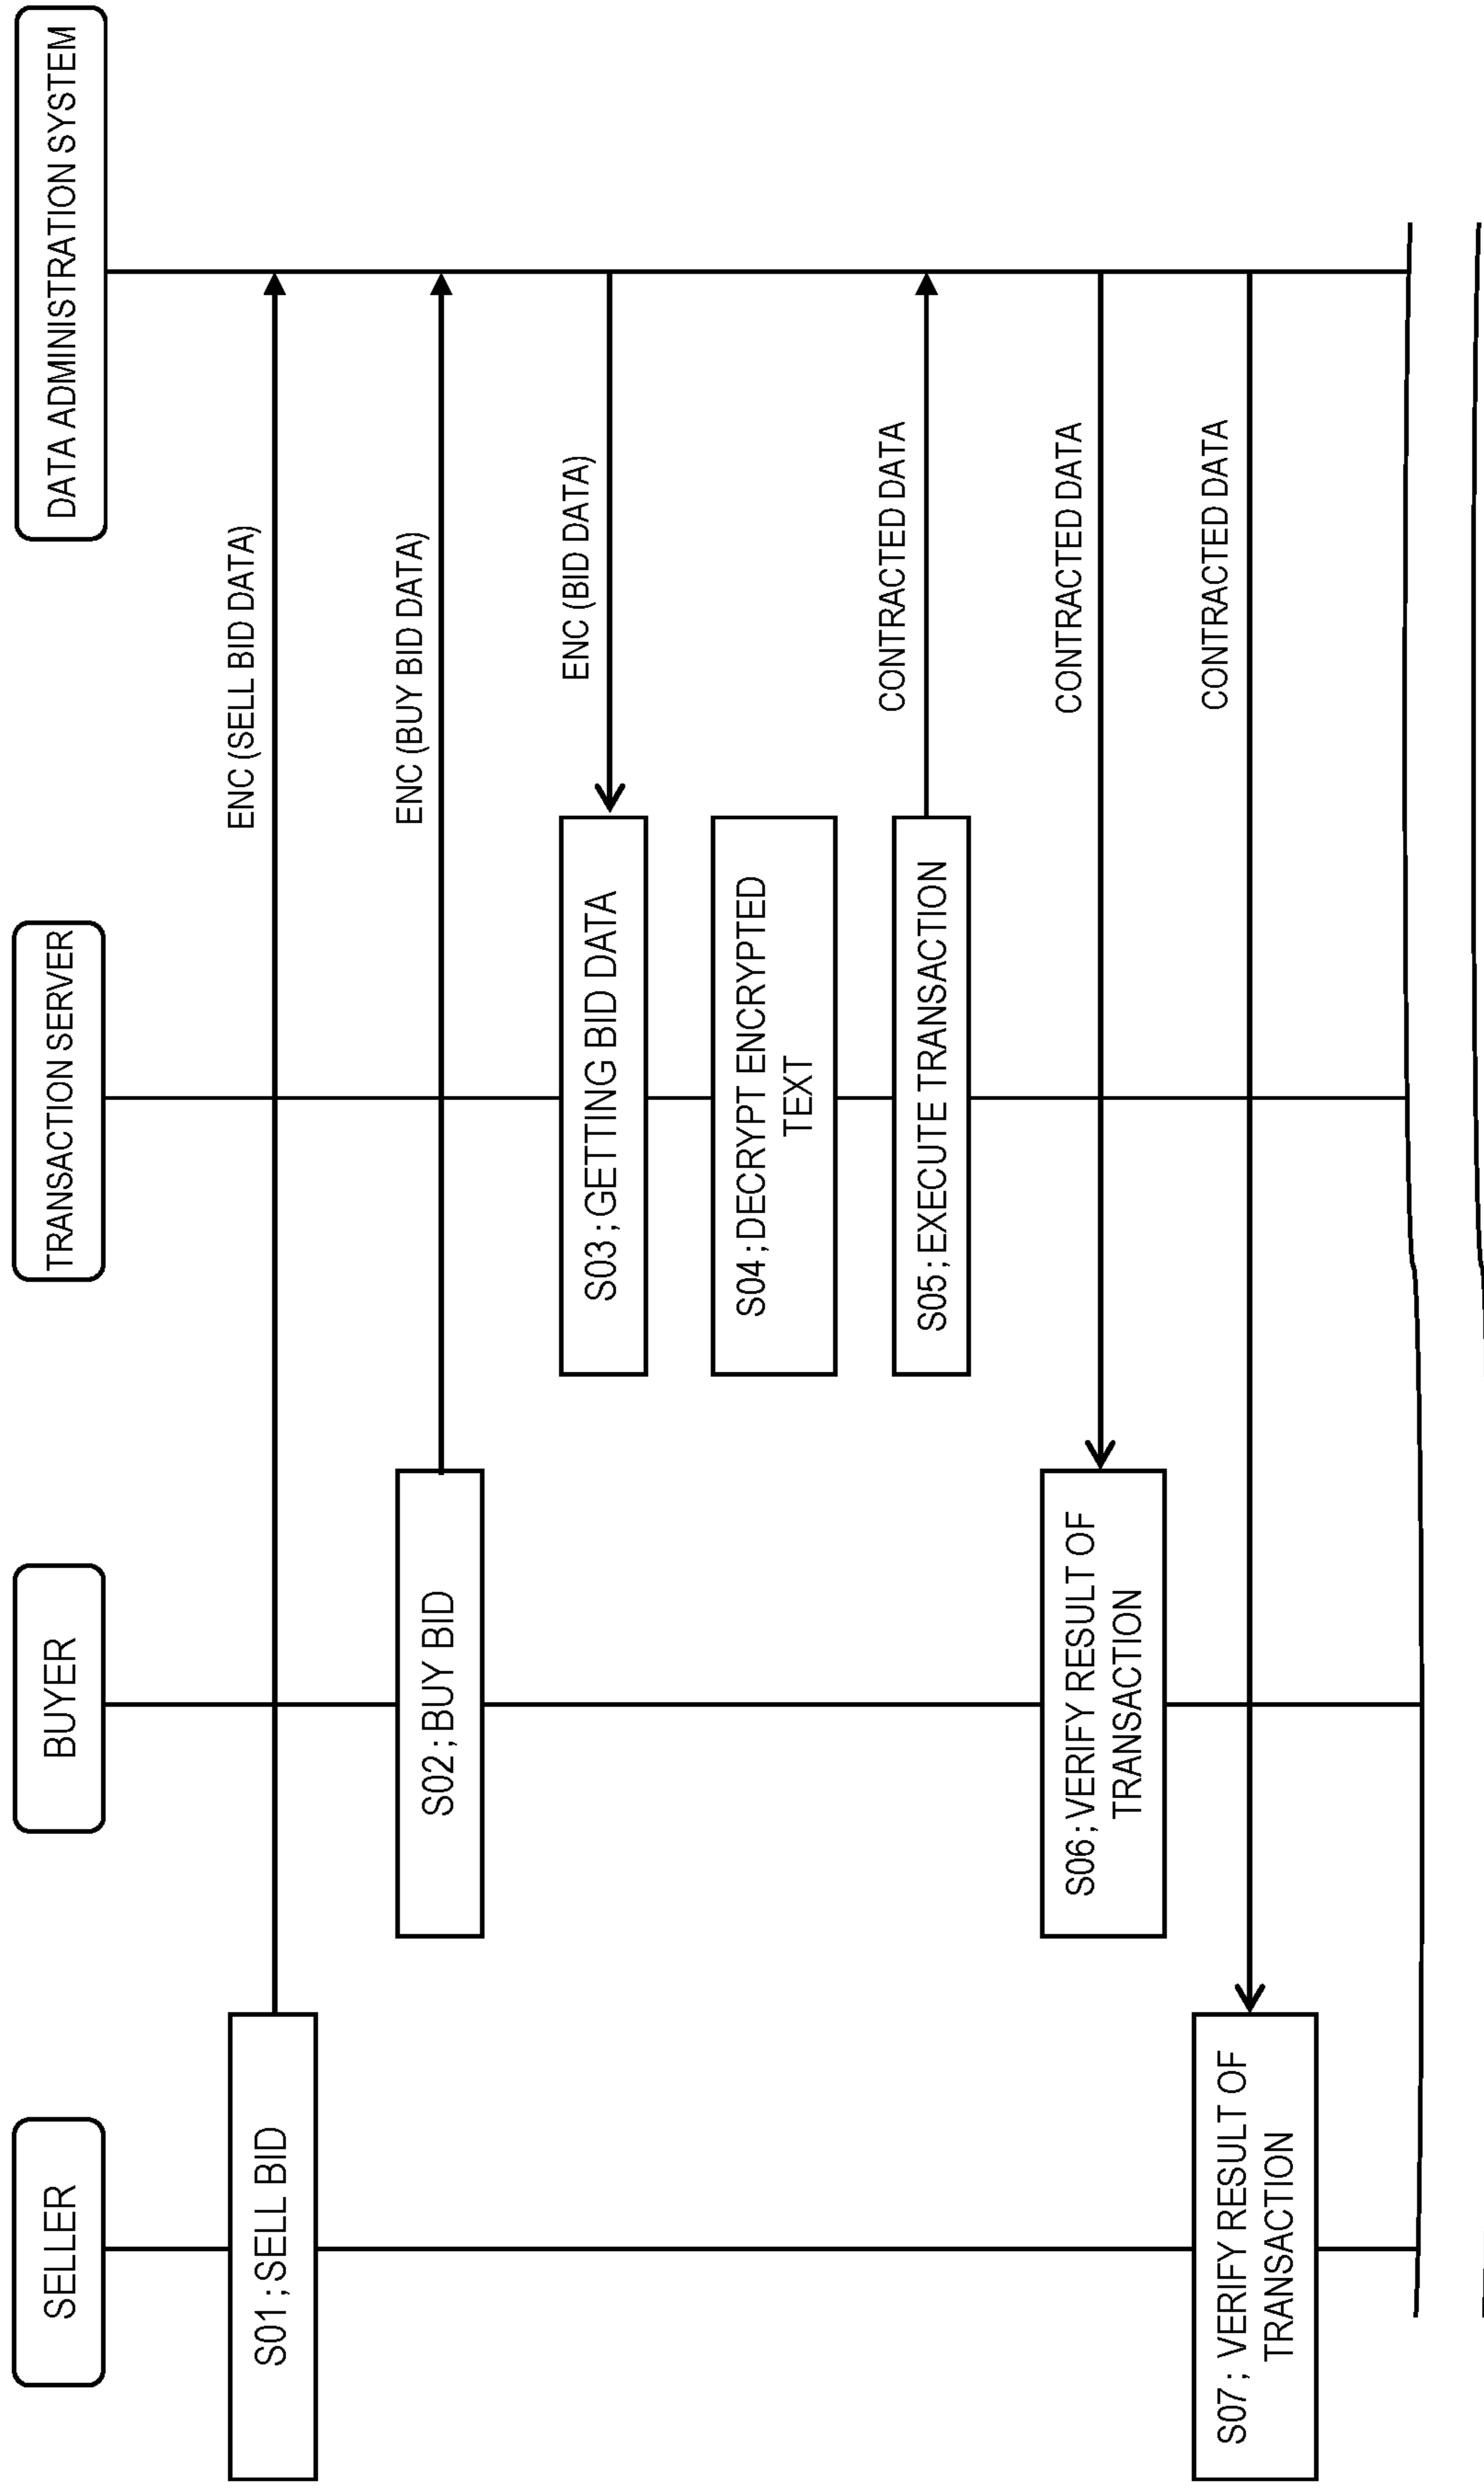 SELLER
BUYER
TRANSACTION SERVER
DATA ADMINISTRATION SYSTEM
ENC (SELL BID DATA)
S01 ; SELL BID
ENC (BUY BID DATA)
S02 ; BUY BID
ENC (BID DATA)
S03 ; GETTING BID DATA
S04 ; DECRYPT ENCRYPTED
TEXT
CONTRACTED DATA
S05 ; EXECUTE TRANSACTION
CONTRACTED DATA
S06 ; VERIFY RESULT OF
TRANSACTION
CONTRACTED DATA
S07 ; VERIFY RESULT OF
TRANSACTION